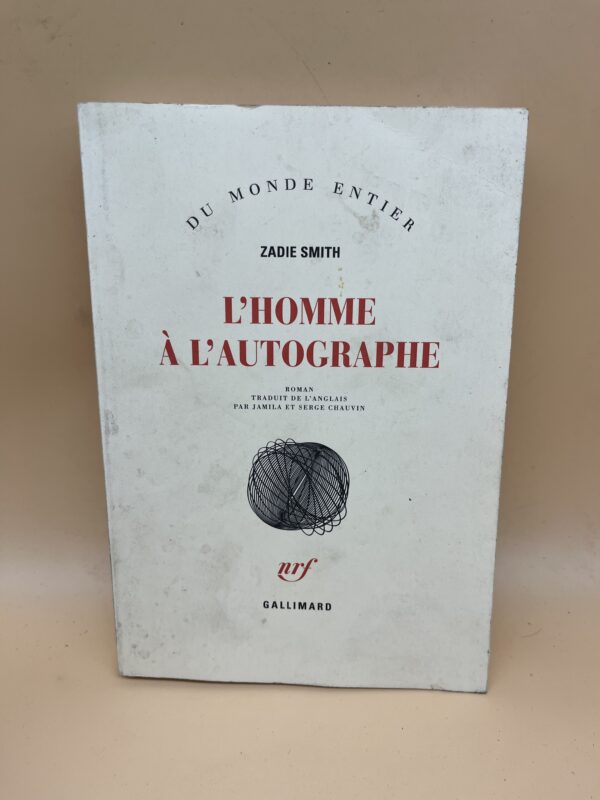 DU MONDE ENTIER
ZADIE SMITH
L'HOMME
À L'AUTOGRAPHE
ROMAN
TRADUIT DE L'ANGLAIS
PAR JAMILA ET SERGE CHAUVIN
nrf
GALLIMARD